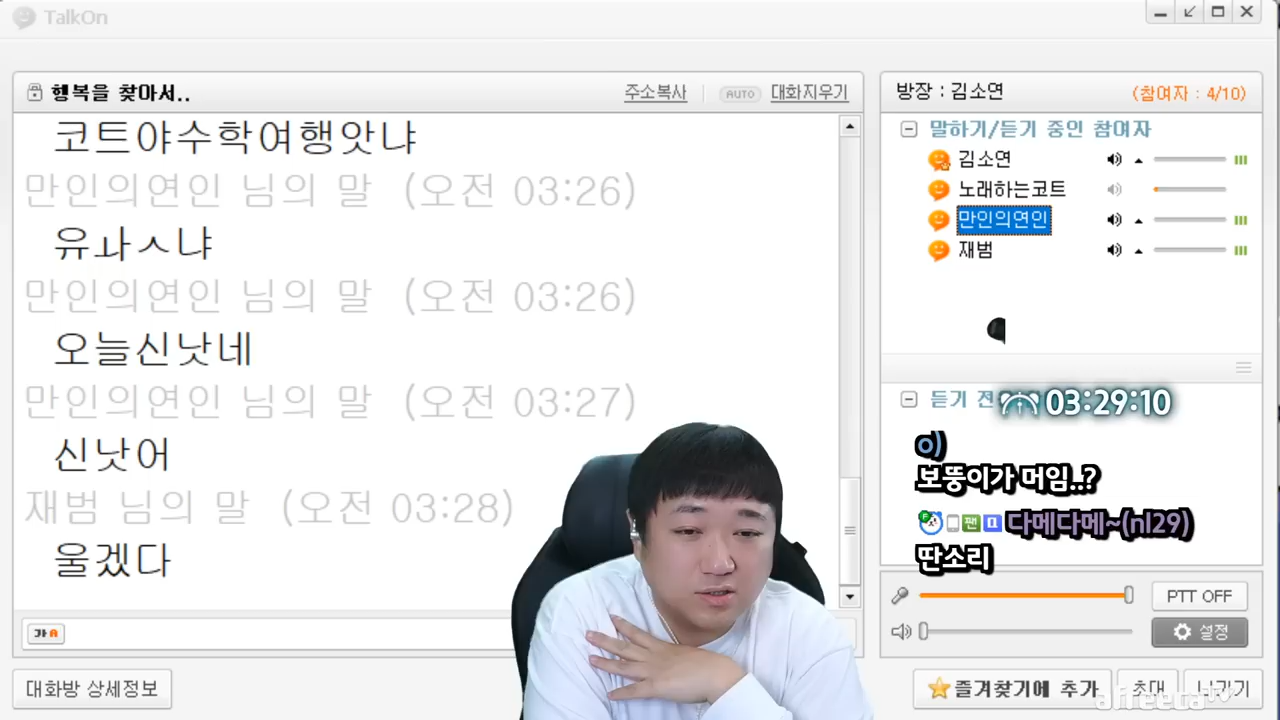 TalkOn
행복을 찾아서..
주소복사
AUTO
대화지우기
코트야수학여행앗냐
만인의연인 님의 말 (오전 03:26)
유ㅘㅅ냐
만인의연인 님의 말 (오전 03:26)
오늘신낫네
만인의연인 님의 말 (오전 03:27)
신낫어
재범 님의 말 (오전 03:28)
울겠다
가A
대화방 상세정보
방장 : 김소연
(참여자 : 4/10)
말하기/듣기 중인 참여자
김소연
노래하는코트
만인의연인
재범
듣기 전
03:29:10
이)
보뚱이가 머임..?
팬
다메다메~(nl29)
딴소리
PTT OFF
설정
즐겨찾기에 추가
초대
나가기
afreecaTV